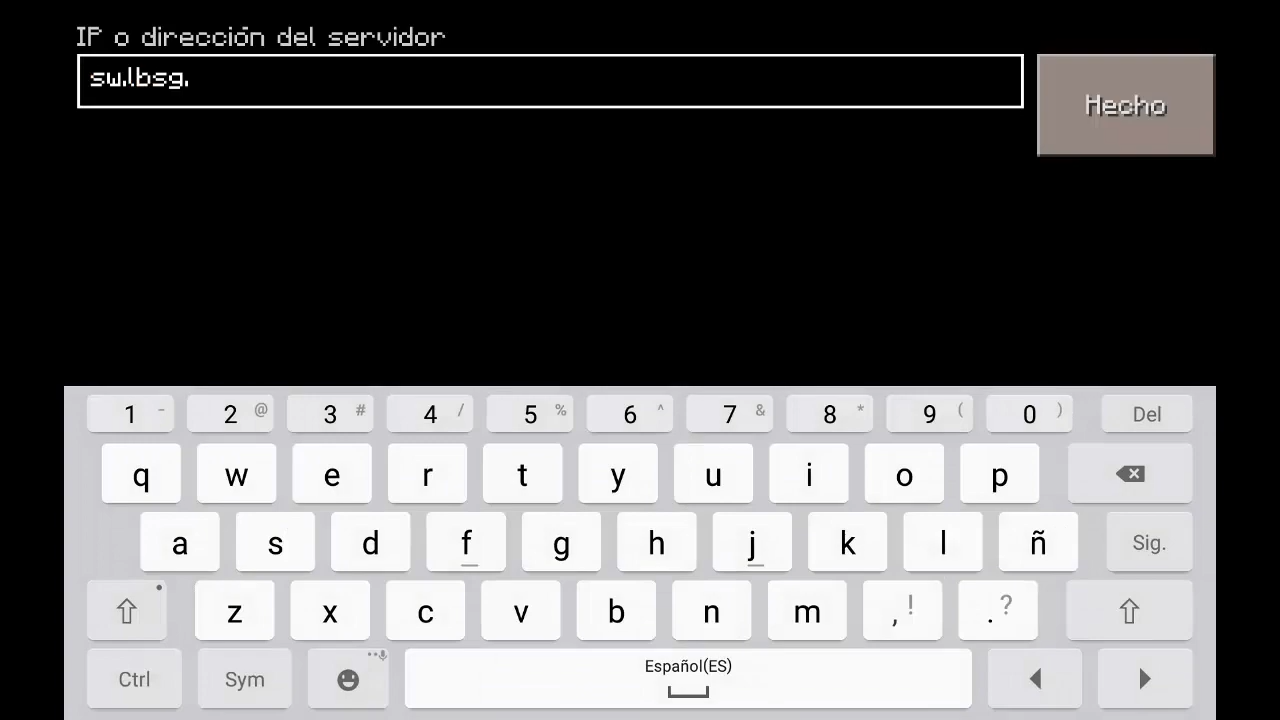 IP o dirección del servidor
sw.lbsg.
Hecho
1 - 2 @ 3 # 4 / 5 % 6 ^ 7 & 8 * 9 ( 0 ) Del
q w e r t y u i o p
a s d f g h j k l ñ Sig.
z x c v b n m , ! . ?
Ctrl Sym Español(ES)